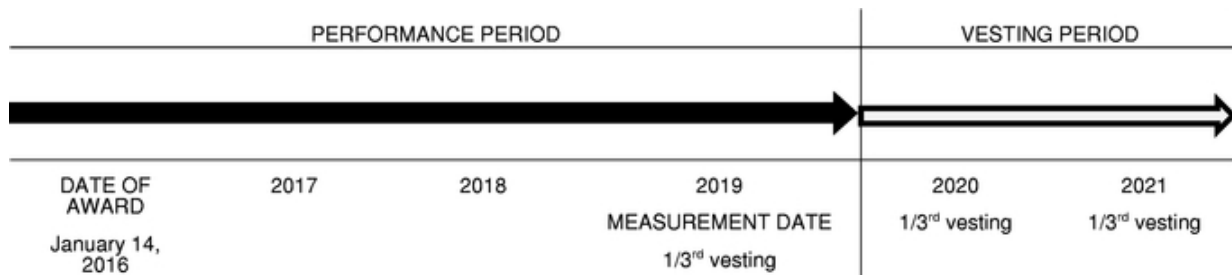 PERFORMANCE PERIOD VESTING PERIOD
DATE OF AWARD 2017 2018 2019 2020 2021
January 14, 2016 MEASUREMENT DATE 1/3rd vesting 1/3rd vesting
1/3rd vesting